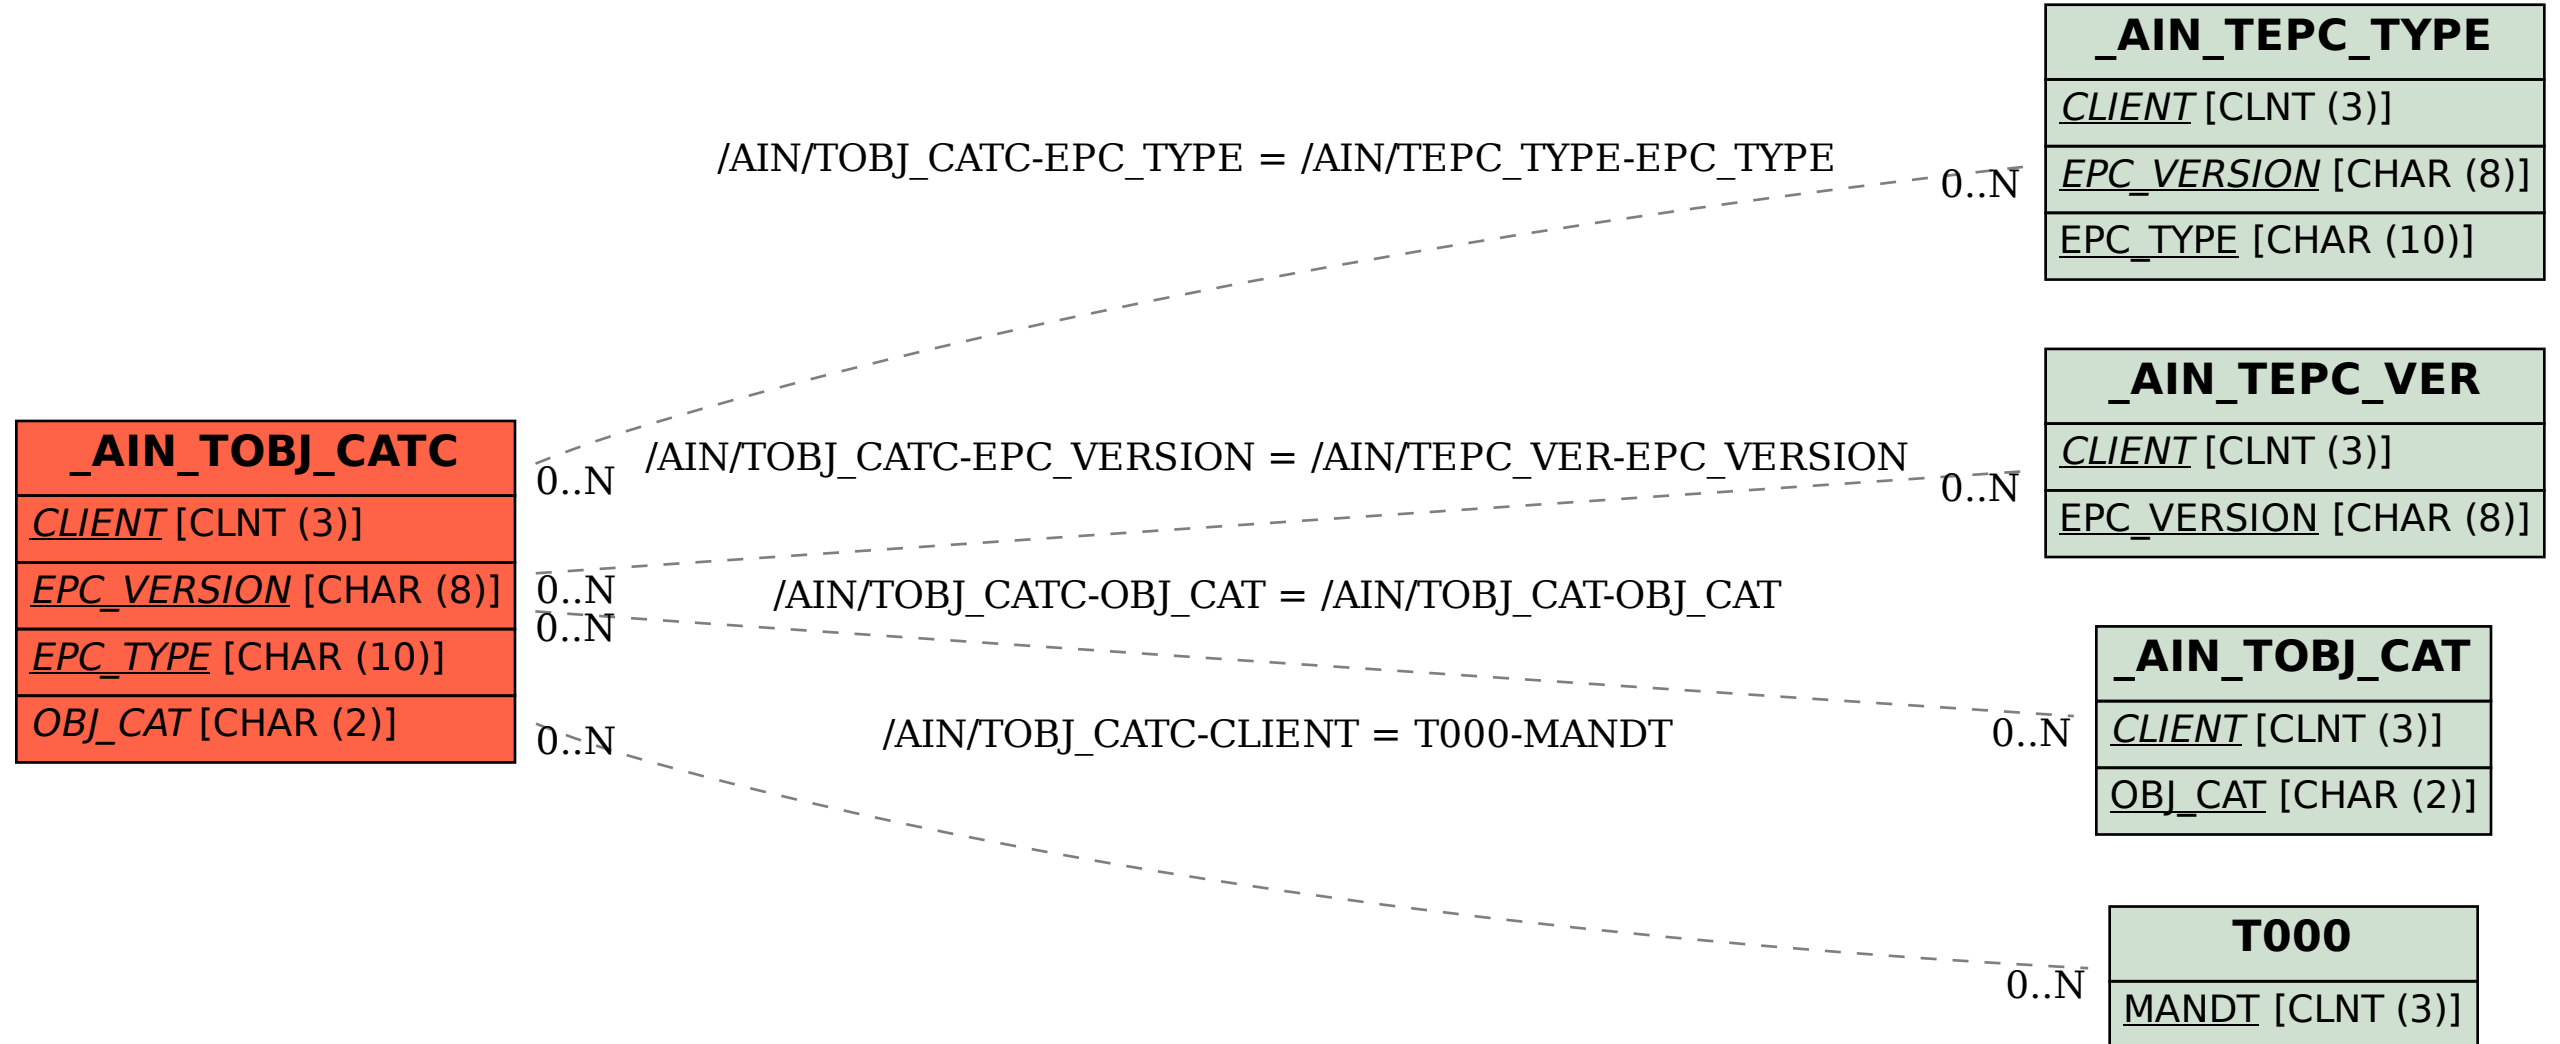 _AIN_TEPC_TYPE
CLIENT [CLNT (3)]
EPC_VERSION [CHAR (8)]
EPC_TYPE [CHAR (10)]
/AIN/TOBJ_CATC-EPC_TYPE = /AIN/TEPC_TYPE-EPC_TYPE
0..N
0..N
_AIN_TEPC_VER
CLIENT [CLNT (3)]
EPC_VERSION [CHAR (8)]
/AIN/TOBJ_CATC-EPC_VERSION = /AIN/TEPC_VER-EPC_VERSION
0..N
0..N
_AIN_TOBJ_CATC
CLIENT [CLNT (3)]
EPC_VERSION [CHAR (8)]
EPC_TYPE [CHAR (10)]
OBJ_CAT [CHAR (2)]
/AIN/TOBJ_CATC-OBJ_CAT = /AIN/TOBJ_CAT-OBJ_CAT
0..N
0..N
_AIN_TOBJ_CAT
CLIENT [CLNT (3)]
OBJ_CAT [CHAR (2)]
/AIN/TOBJ_CATC-CLIENT = T000-MANDT
0..N
0..N
T000
MANDT [CLNT (3)]